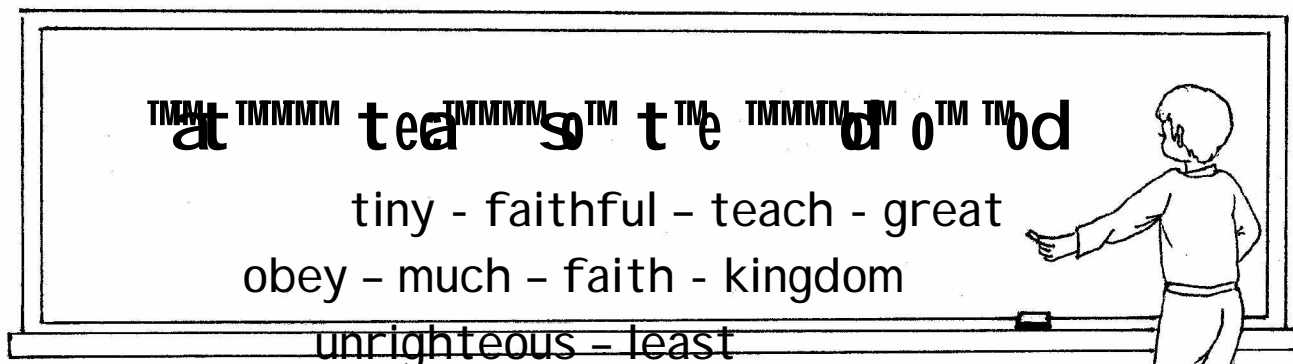 tiny - faithful – teach - great
obey – much – faith - kingdom
unrighteous – least